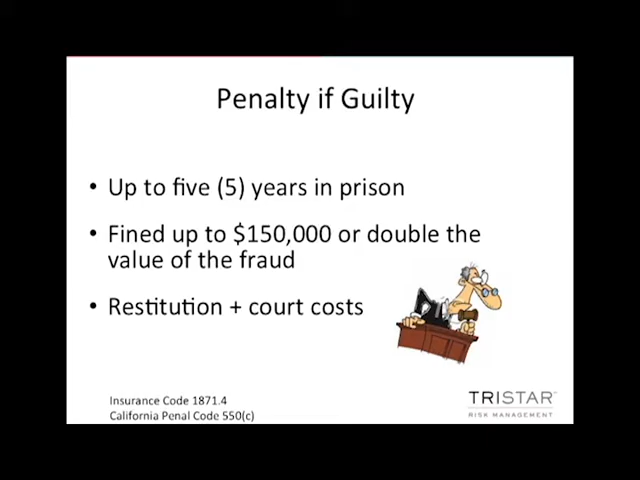 Penalty if Guilty
• Up to five (5) years in prison
• Fined up to $150,000 or double the
value of the fraud
• Restitution + court costs
Insurance Code 1871.4
California Penal Code 550(c)
TRISTAR
RISK MANAGEMENT